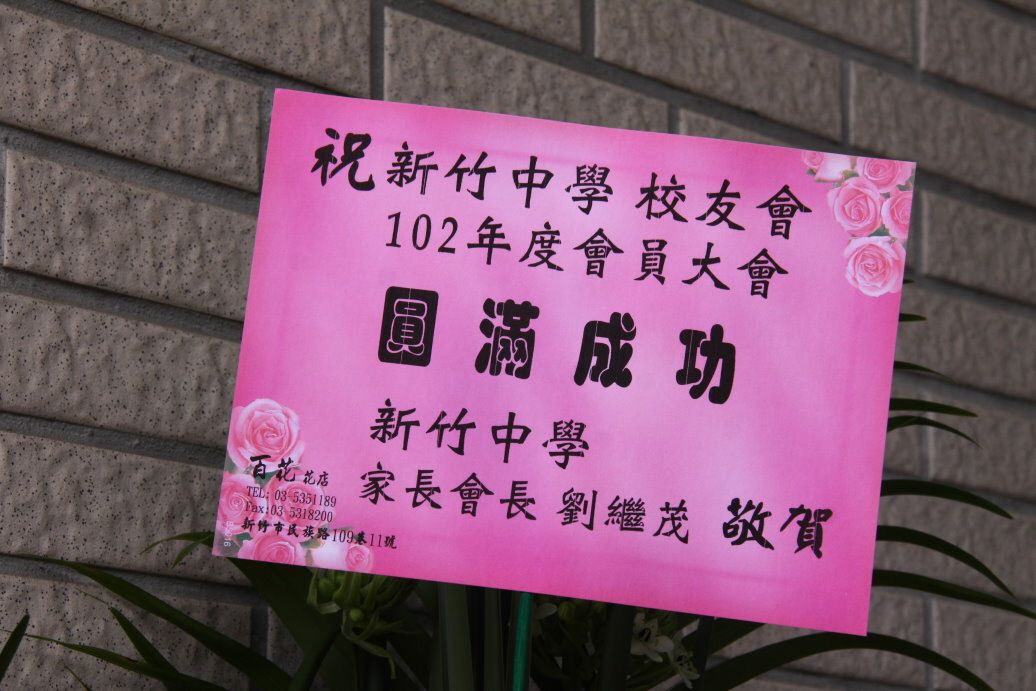 祝 新竹中學 校友會
102年度會員大會
圓滿成功
新竹中學
家長會長 劉繼茂 敬賀
百花 花店
TEL: 03-5351189
Fax:03-5318200
新竹市民族路109巷11號